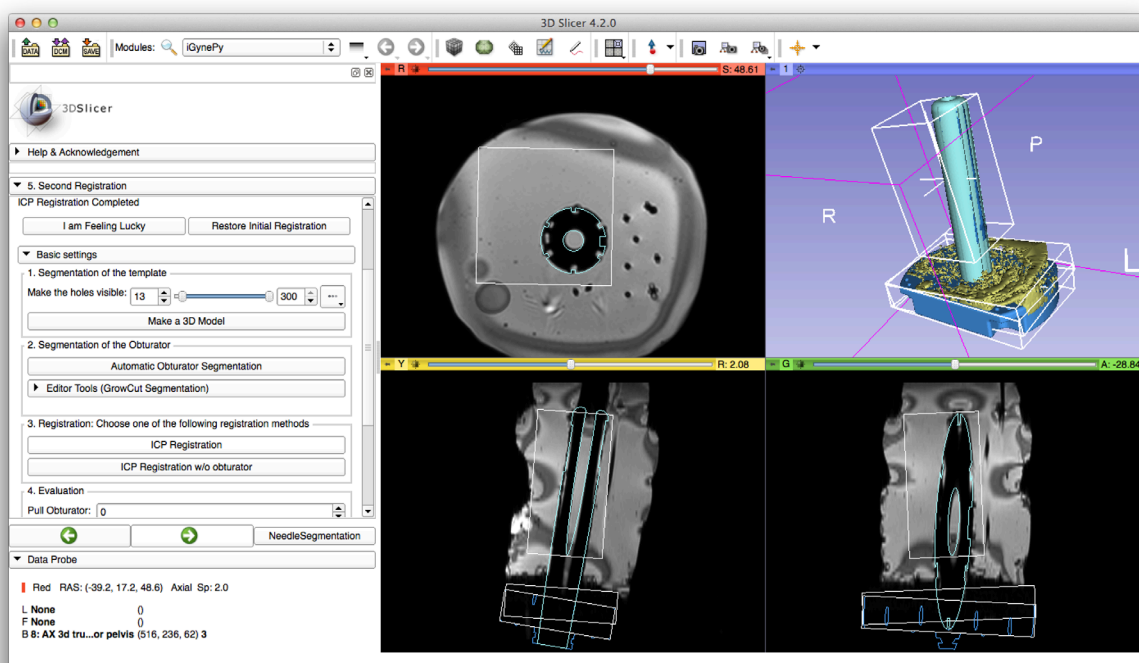 3D Slicer 4.2.0
DATA DCM SAVE Modules: iGynePy
3DSlicer
Help & Acknowledgement
5. Second Registration
ICP Registration Completed
I am Feeling Lucky Restore Initial Registration
Basic settings
1. Segmentation of the template
Make the holes visible: 13 300 ...
Make a 3D Model
2. Segmentation of the Obturator
Automatic Obturator Segmentation
Editor Tools (GrowCut Segmentation)
3. Registration: Choose one of the following registration methods
ICP Registration
ICP Registration w/o obturator
4. Evaluation
Pull Obturator: 0
NeedleSegmentation
Data Probe
Red RAS: (-39.2, 17.2, 48.6) Axial Sp: 2.0
L None ()
F None ()
B 8: AX 3d tru...or pelvis (516, 236, 62) 3
R S: 48.61
1
P
R
L
Y R: 2.08
G A: -28.84